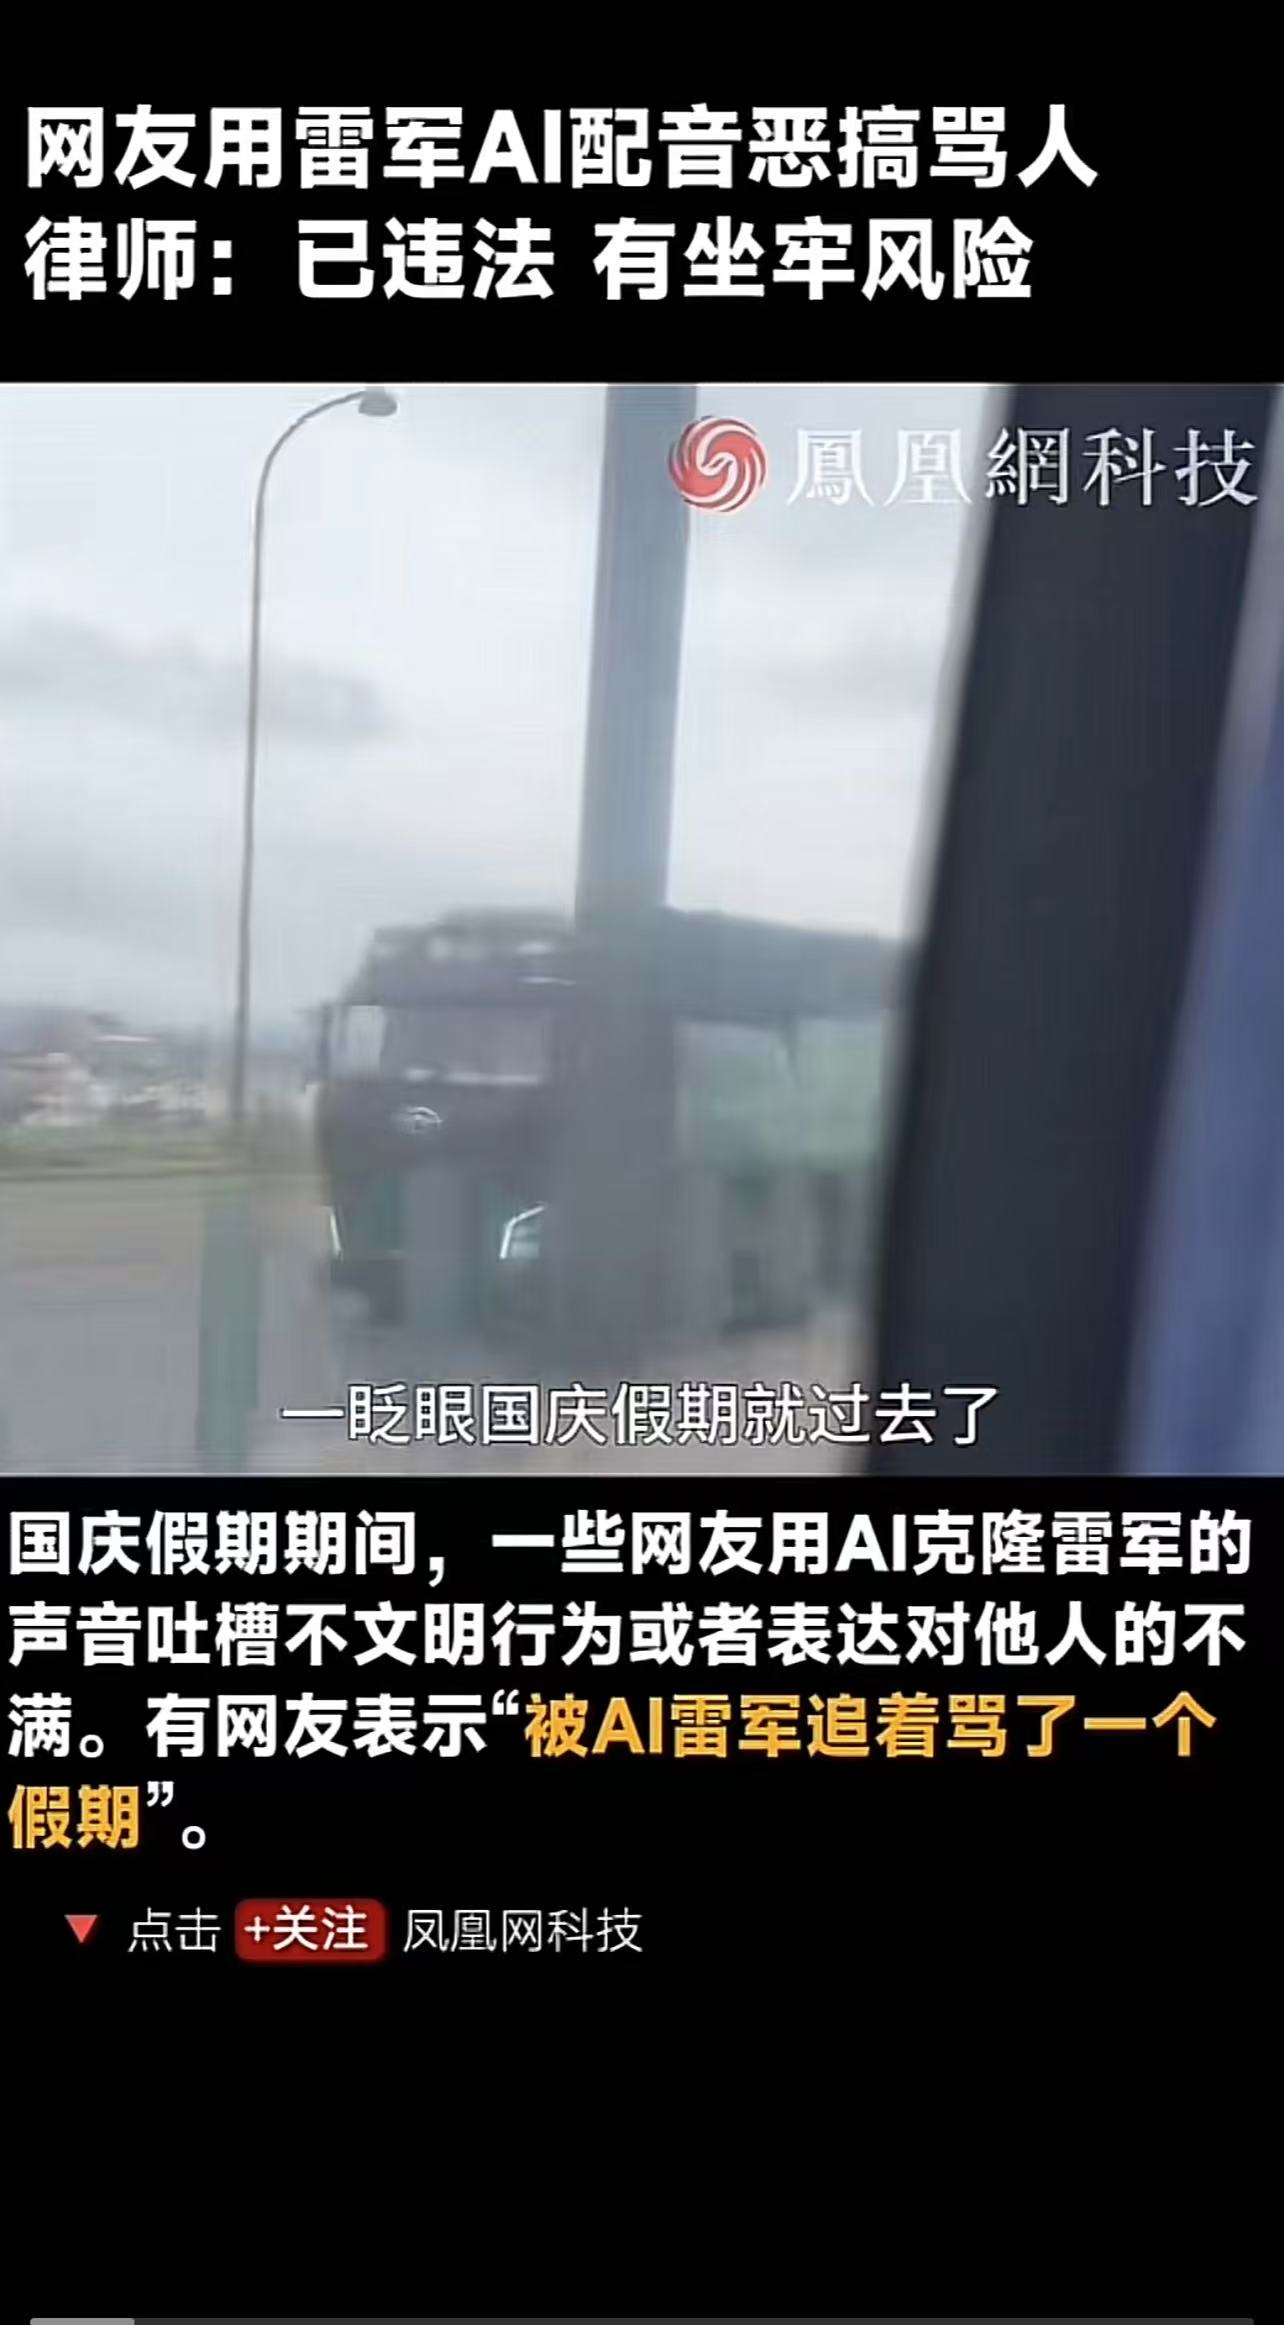 网友用雷军AI配音恶搞骂人
律师：已违法 有坐牢风险
鳳凰網科技
一眨眼国庆假期就过去了
国庆假期期间，一些网友用AI克隆雷军的
声音吐槽不文明行为或者表达对他人的不
满。有网友表示“被AI雷军追着骂了一个
假期”。
点击 +关注 凤凰网科技